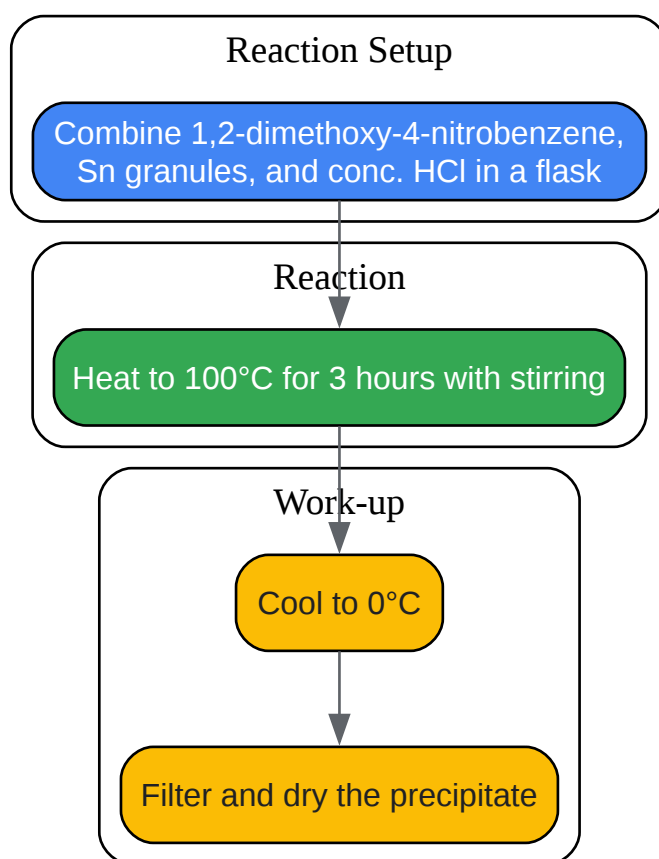 Reaction Setup
Combine 1,2-dimethoxy-4-nitrobenzene,
Sn granules, and conc. HCl in a flask
Reaction
Heat to 100°C for 3 hours with stirring
Work-up
Cool to 0°C
Filter and dry the precipitate